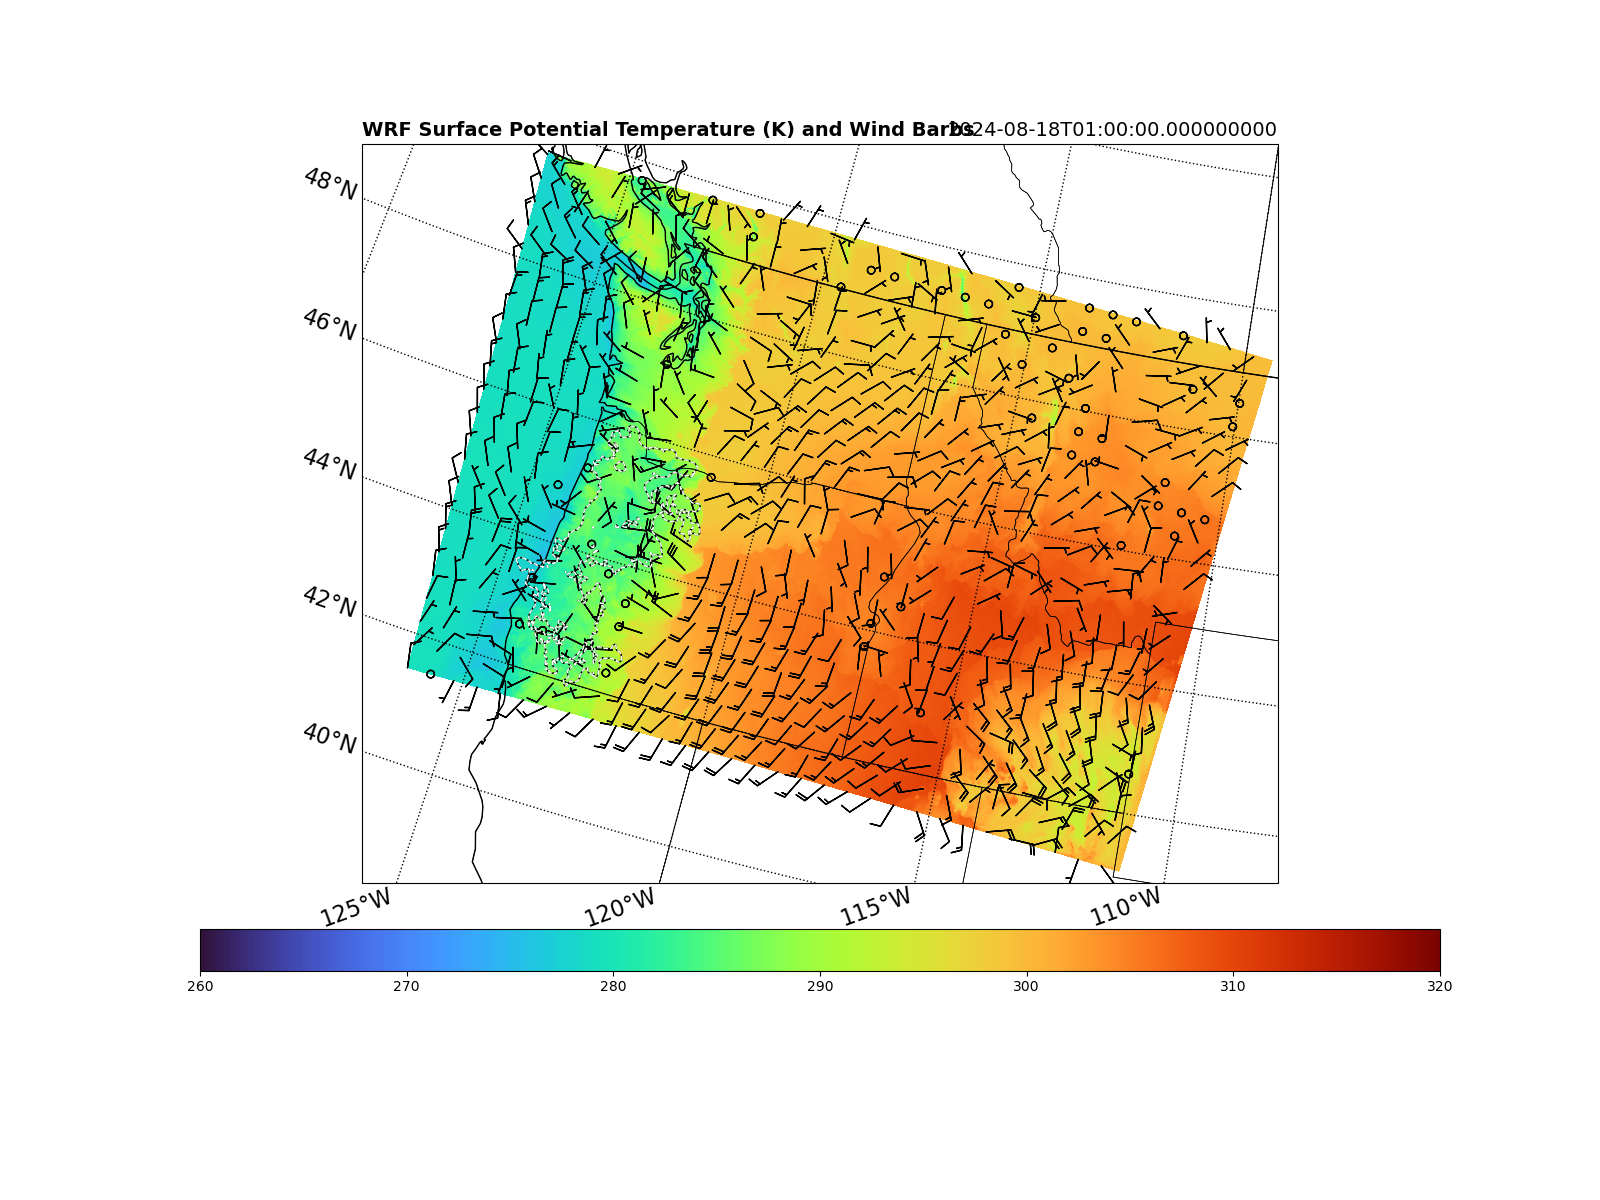 WRF Surface Potential Temperature (K) and Wind Barbs 2024-08-18T01:00:00.000000000
48°N
46°N
44°N
42°N
40°N
125°W 120°W 115°W 110°W
260 270 280 290 300 310 320